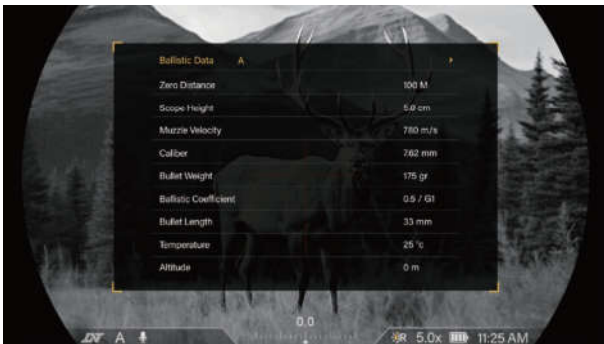 Ballistic Data A
Zero Distance 100 M
Scope Height 5.0 cm
Muzzle Velocity 780 m/s
Caliber 7.62 mm
Bullet Weight 175 gr
Ballistic Coefficient 0.5 / G1
Bullet Length 33 mm
Temperature 25 °c
Altitude 0 m
0.0
A R 5.0x 11:25 AM